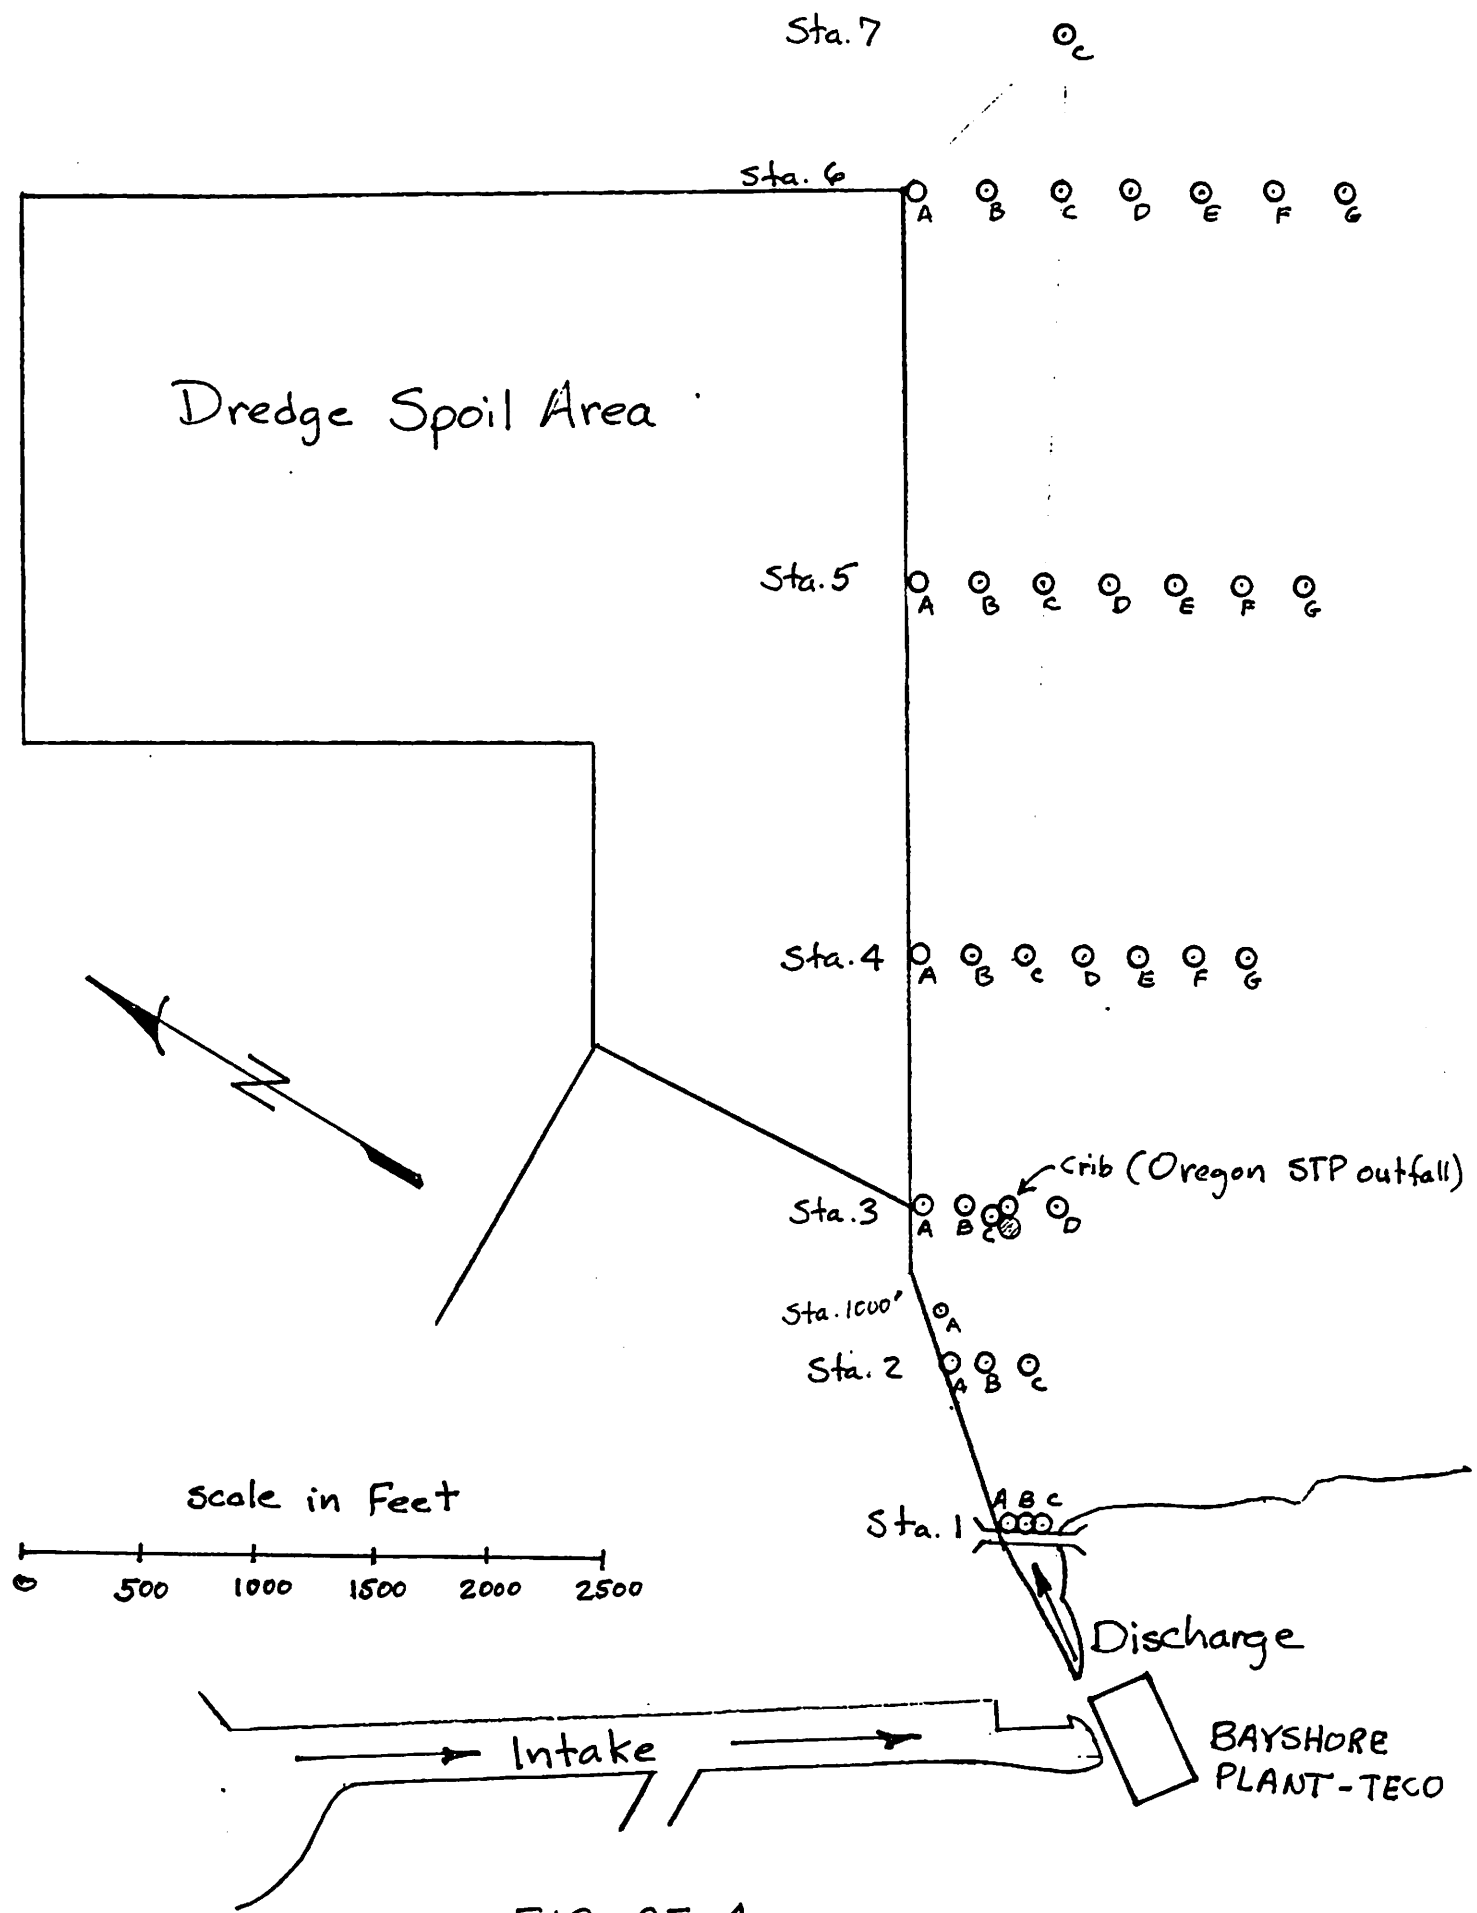 Sta. 7
C
Sta. 6
A B C D E F G
Dredge Spoil Area
Sta. 5
A B C D E F G
Sta. 4
A B C D E F G
N
crib (Oregon STP outfall)
Sta. 3
A B C D
Sta. 1000'
A
Sta. 2
A B C
scale in Feet
0 500 1000 1500 2000 2500
A B C
Sta. 1
Discharge
Intake
BAYSHORE
PLANT-TECO